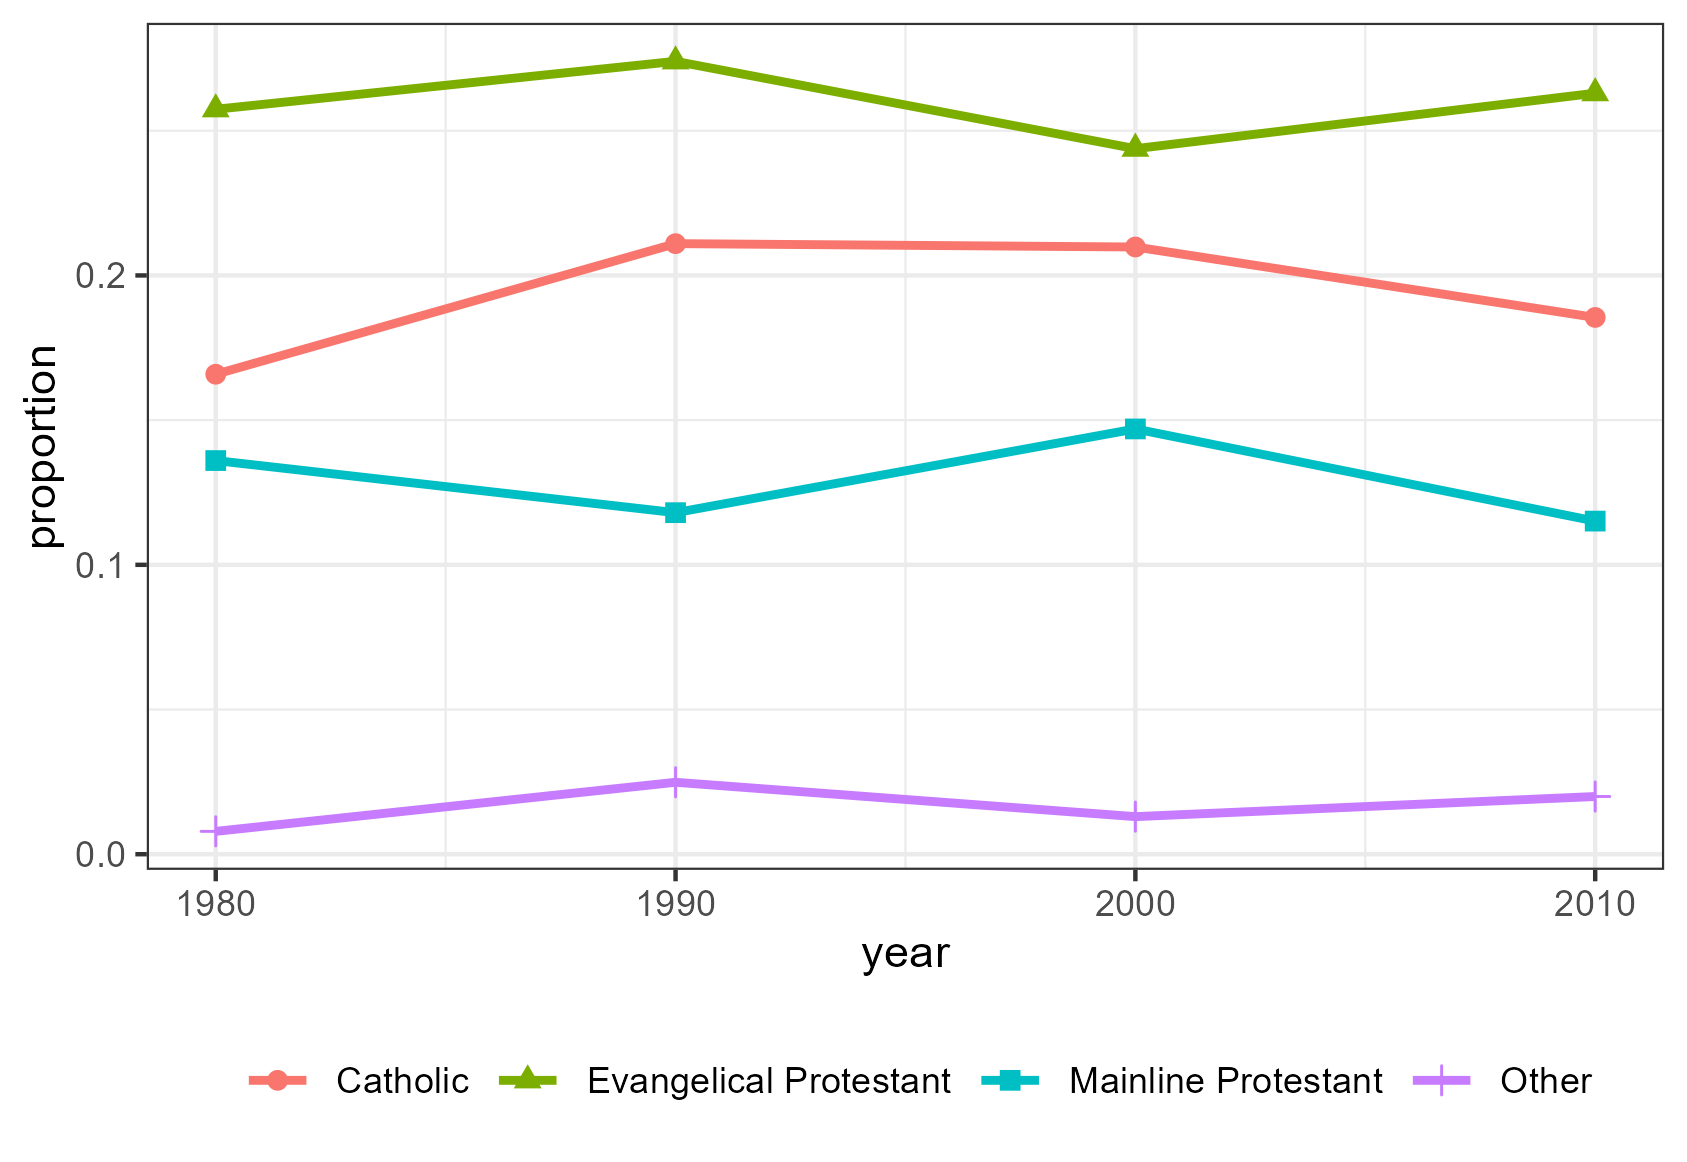 proportion
0.2
0.1
0.0
1980 1990 2000 2010
year
Catholic Evangelical Protestant Mainline Protestant Other